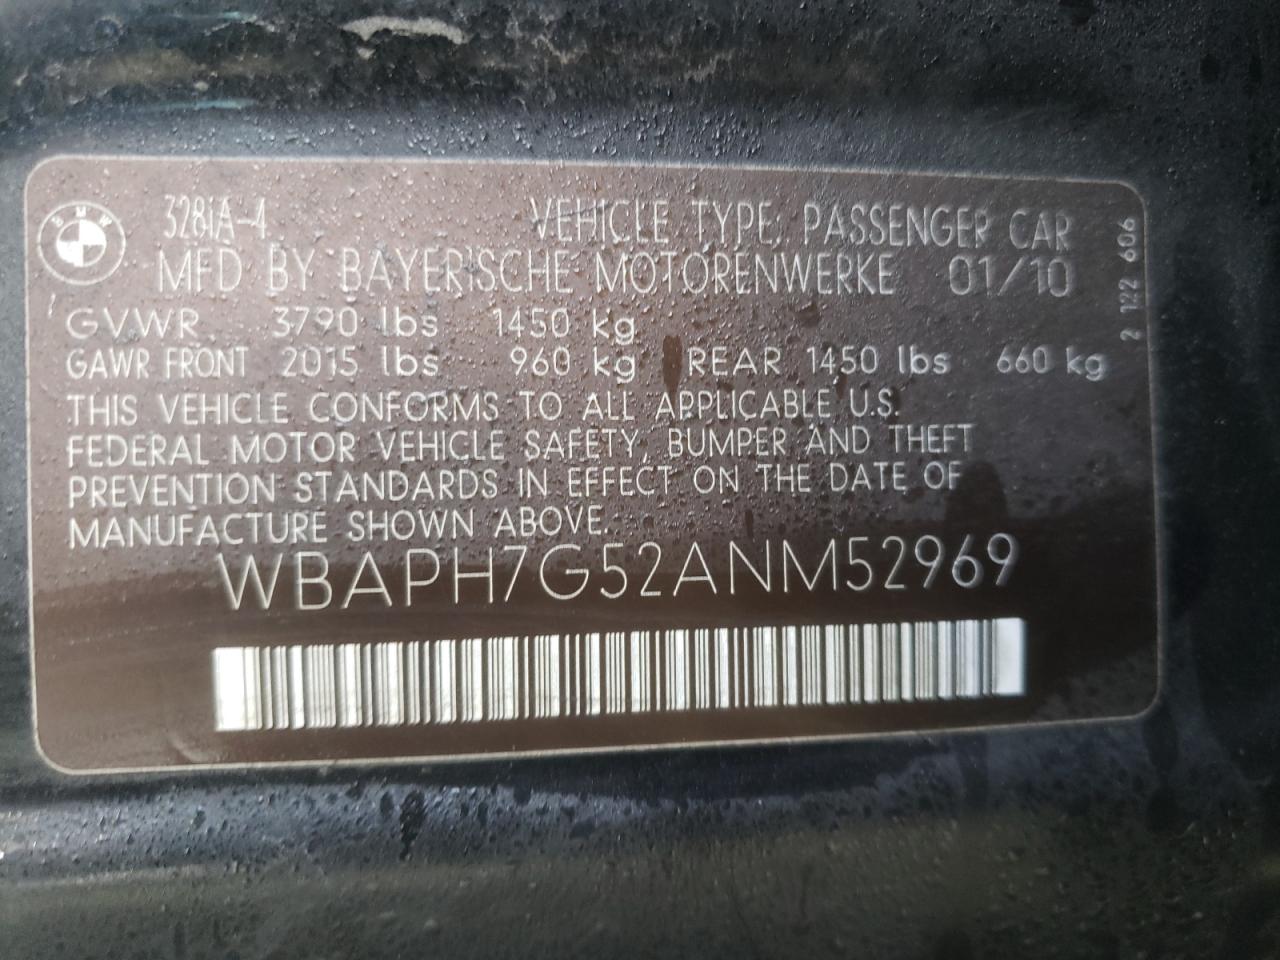 BMW
328iA-4 VEHICLE TYPE, PASSENGER CAR
MFD BY BAYERISCHE MOTORENWERKE 01/10
GVWR 3790 lbs 1450 kg
GAWR FRONT 2015 lbs 960 kg REAR 1450 lbs 660 kg
THIS VEHICLE CONFORMS TO ALL APPLICABLE U.S.
FEDERAL MOTOR VEHICLE SAFETY, BUMPER AND THEFT
PREVENTION STANDARDS IN EFFECT ON THE DATE OF
MANUFACTURE SHOWN ABOVE.
WBAPH7G52ANM52969
2 122 606